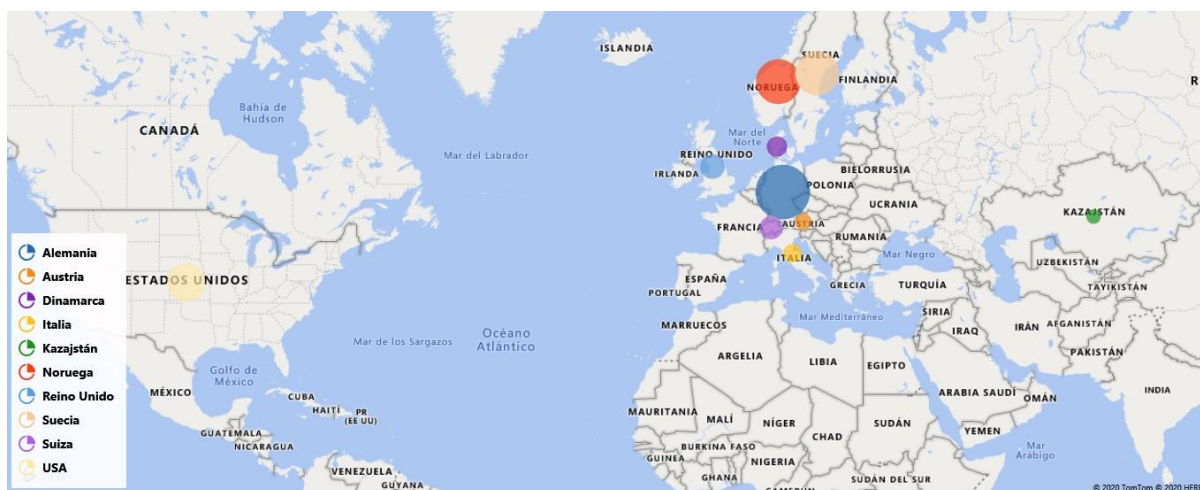 ISLANDIA
SUECIA
FINLANDIA
NORUEGA
Bahía de
Hudson
CANADÁ
Mar del Labrador
Mar del
Norte
REINO UNIDO
IRLANDA
BIELORRUSIA
POLONIA
UCRANIA
KAZAJSTÁN
FRANCIA
AUSTRIA
RUMANIA
ITALIA
Mar Negro
UZBEKISTÁN
ESTADOS UNIDOS
ESPAÑA
PORTUGAL
GRECIA
TURQUÍA
TAYIKISTÁN
Mar Mediterráneo
SIRIA
MARRUECOS
IRAQ
IRÁN
AFGANISTÁN
Océano
Atlántico
Mar de los Sargazos
PAKISTÁN
ARGELIA
LIBIA
EGIPTO
Golfo de
México
MÉXICO
CUBA
HAITÍ
PR
(EE UU)
ARABIA SAUDÍ
OMÁN
INDIA
MAURITANIA
MALÍ
NÍGER
CHAD
SUDÁN
YEMEN
GUATEMALA
NICARAGUA
BURKINA FASO
Mar
Arábigo
GUINEA
NIGERIA
GHANA
VENEZUELA
GUYANA
SUDÁN DEL SUR
Alemania
Austria
Dinamarca
Italia
Kazajstán
Noruega
Reino Unido
Suecia
Suiza
USA
© 2020 TomTom © 2020 HERE